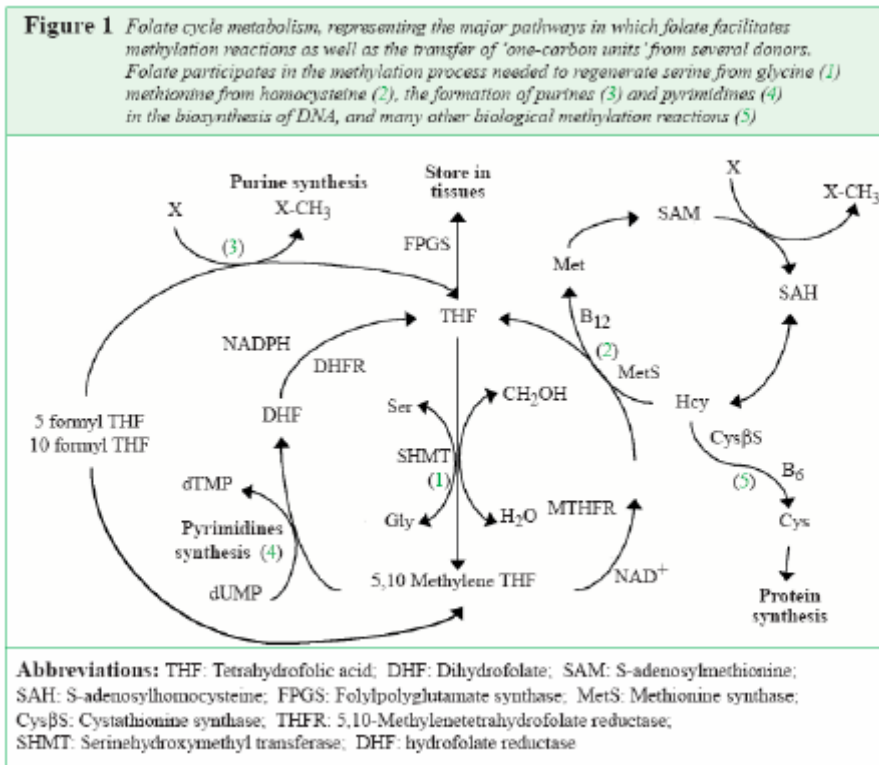 Figure 1 Folate cycle metabolism, representing the major pathways in which folate facilitates
methylation reactions as well as the transfer of 'one-carbon units' from several donors.
Folate participates in the methylation process needed to regenerate serine from glycine (1)
methionine from homocysteine (2), the formation of purines (3) and pyrimidines (4)
in the biosynthesis of DNA, and many other biological methylation reactions (5)
Purine synthesis
X
X-CH3
(3)
Store in
tissues
FPGS
X
X-CH3
SAM
Met
SAH
THF
B12
(2)
MetS
NADPH
DHFR
Hcy
CH2OH
Ser
DHF
5 formyl THF
10 formyl THF
CysβS
B6
(5)
SHMT
(1)
dTMP
Gly
H2O
MTHFR
Cys
Pyrimidines
synthesis (4)
dUMP
5,10 Methylene THF
NAD+
Protein
synthesis
Abbreviations: THF: Tetrahydrofolic acid; DHF: Dihydrofolate; SAM: S-adenosylmethionine;
SAH: S-adenosylhomocysteine; FPGS: Folylpolyglutamate synthase; MetS: Methionine synthase;
CysβS: Cystathionine synthase; THFR: 5,10-Methylenetetrahydrofolate reductase;
SHMT: Serinehydroxymethyl transferase; DHF: hydrofolate reductase